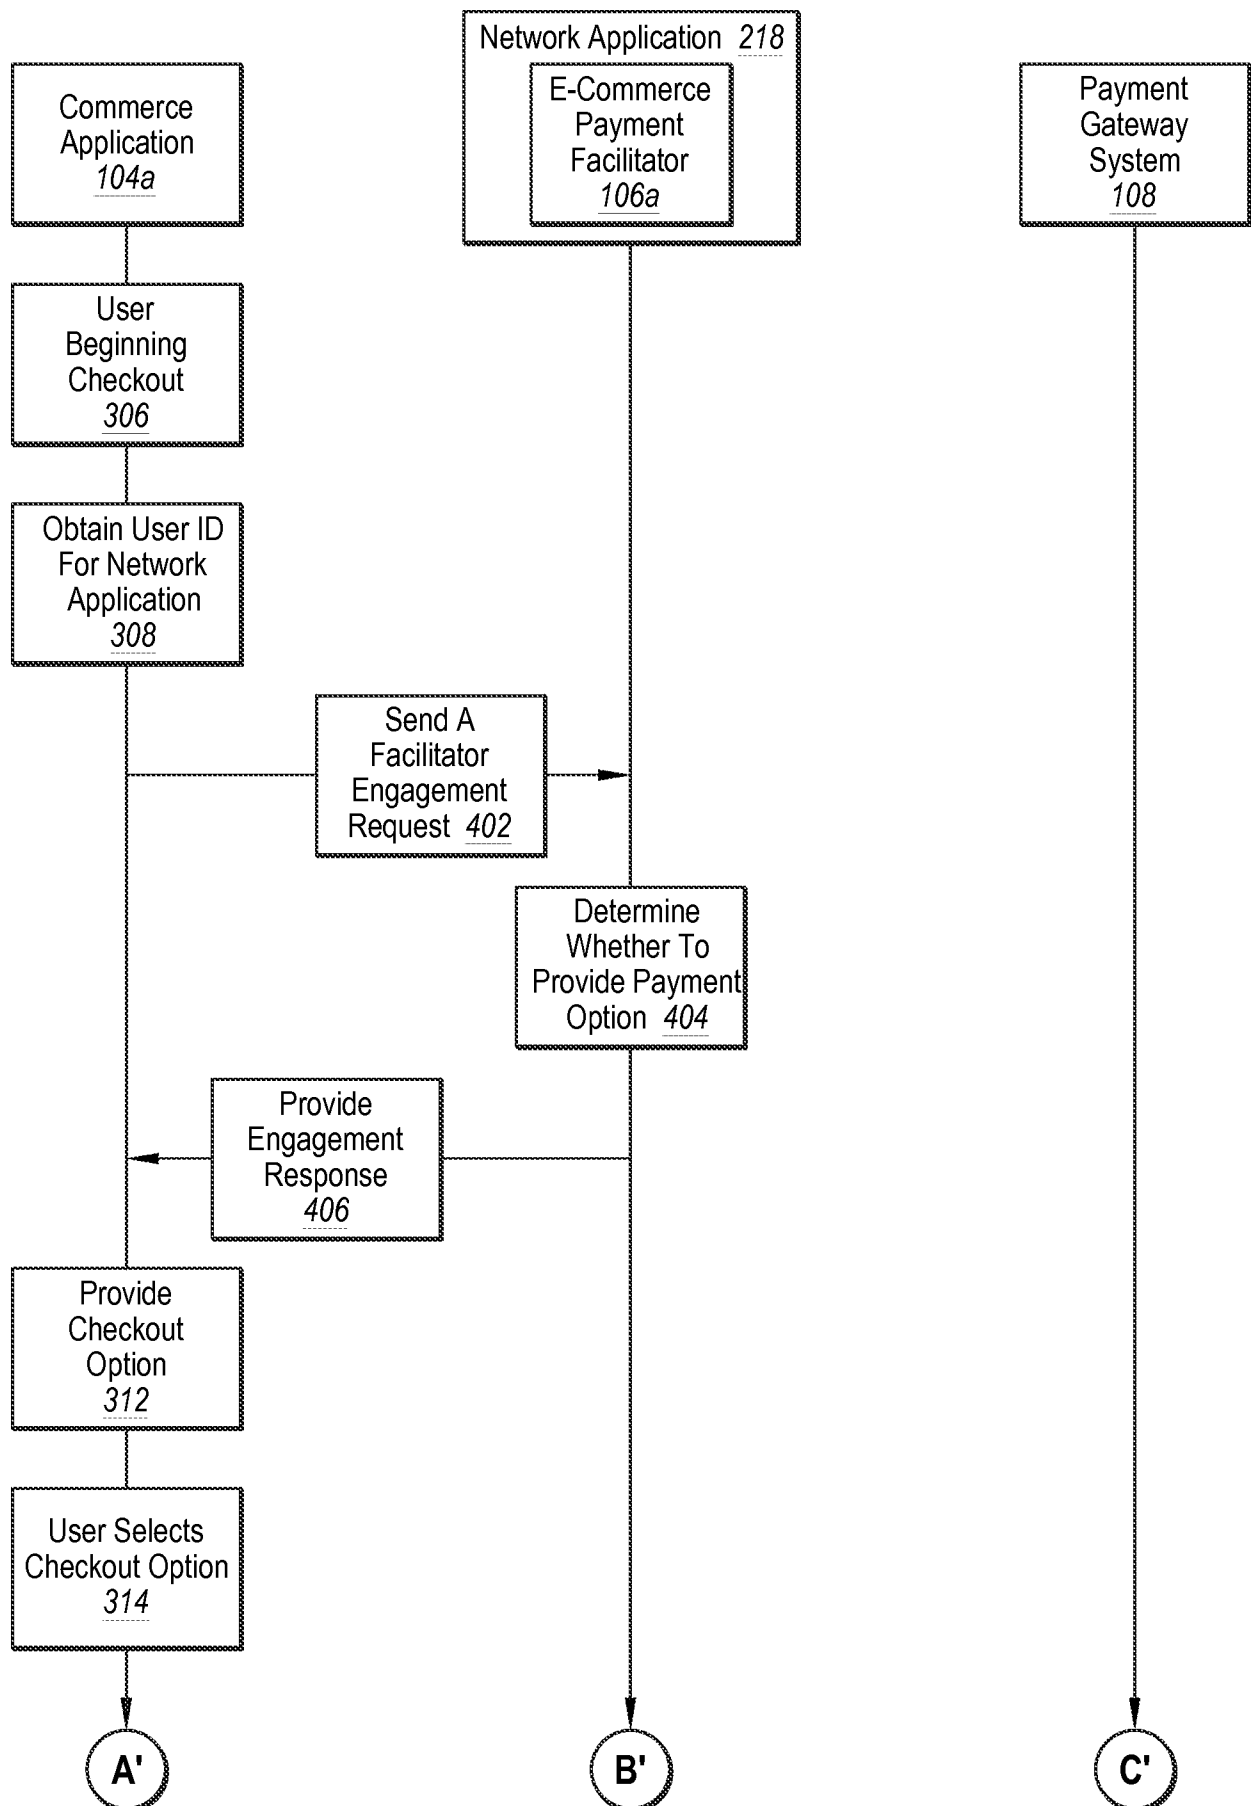 Network Application 218
Commerce
Application
104a
E-Commerce
Payment
Facilitator
106a
Payment
Gateway
System
108
User
Beginning
Checkout
306
Obtain User ID
For Network
Application
308
Send A
Facilitator
Engagement
Request 402
Determine
Whether To
Provide Payment
Option 404
Provide
Engagement
Response
406
Provide
Checkout
Option
312
User Selects
Checkout Option
314
A'
B'
C'